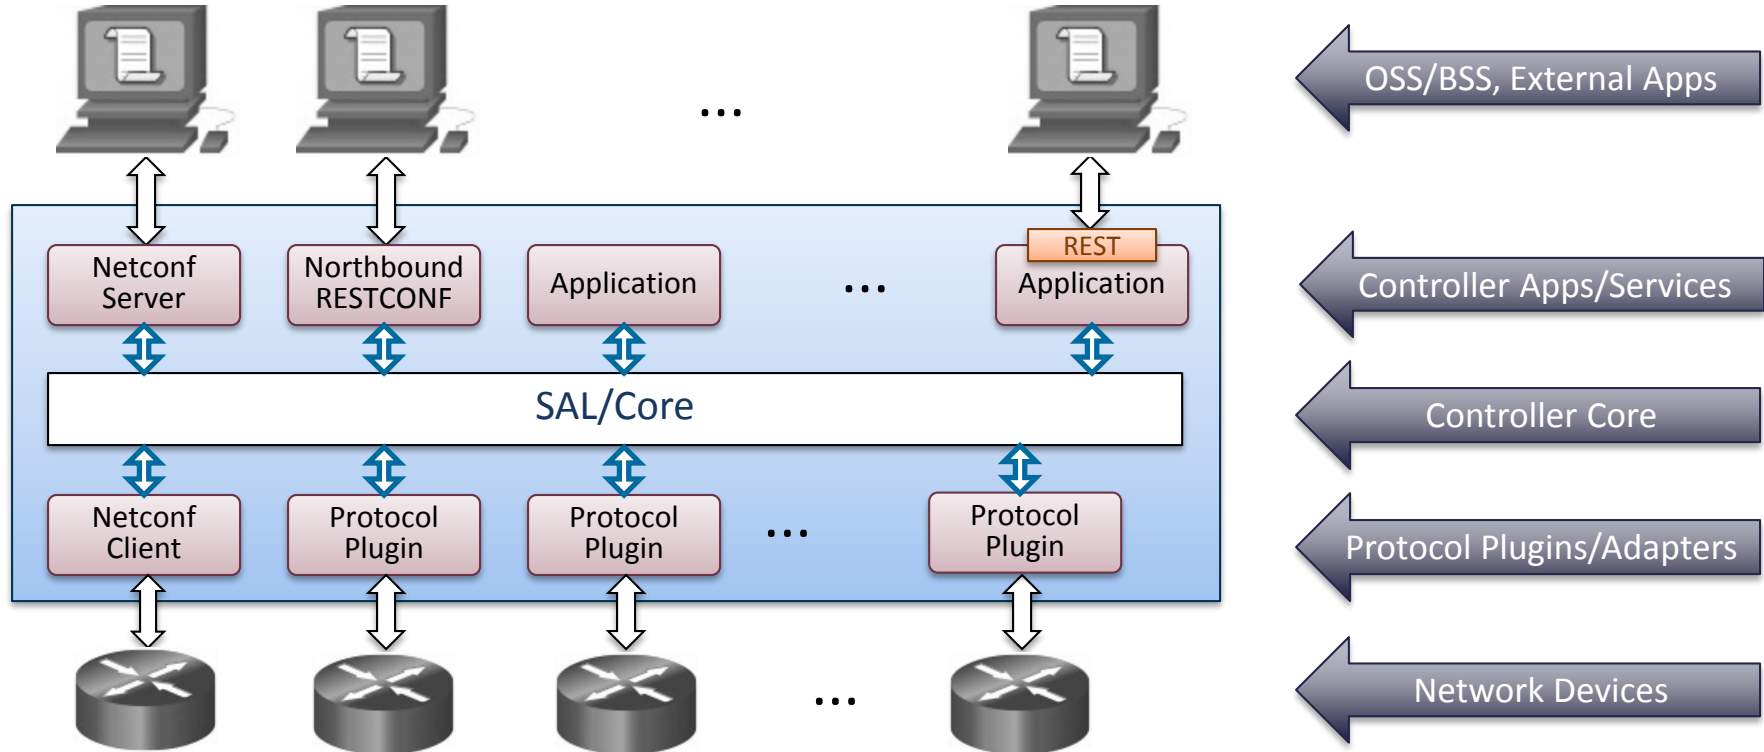 ...
OSS/BSS, External Apps
Netconf
Server
Northbound
RESTCONF
Application
...
REST
Application
Controller Apps/Services
SAL/Core
Controller Core
Netconf
Client
Protocol
Plugin
Protocol
Plugin
...
Protocol
Plugin
Protocol Plugins/Adapters
...
Network Devices